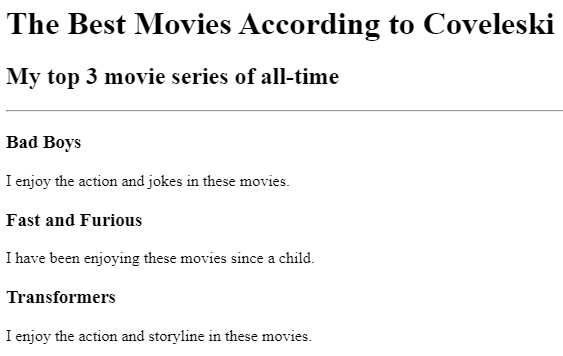 The Best Movies According to Coveleski
My top 3 movie series of all-time
Bad Boys
I enjoy the action and jokes in these movies.
Fast and Furious
I have been enjoying these movies since a child.
Transformers
I enjoy the action and storyline in these movies.